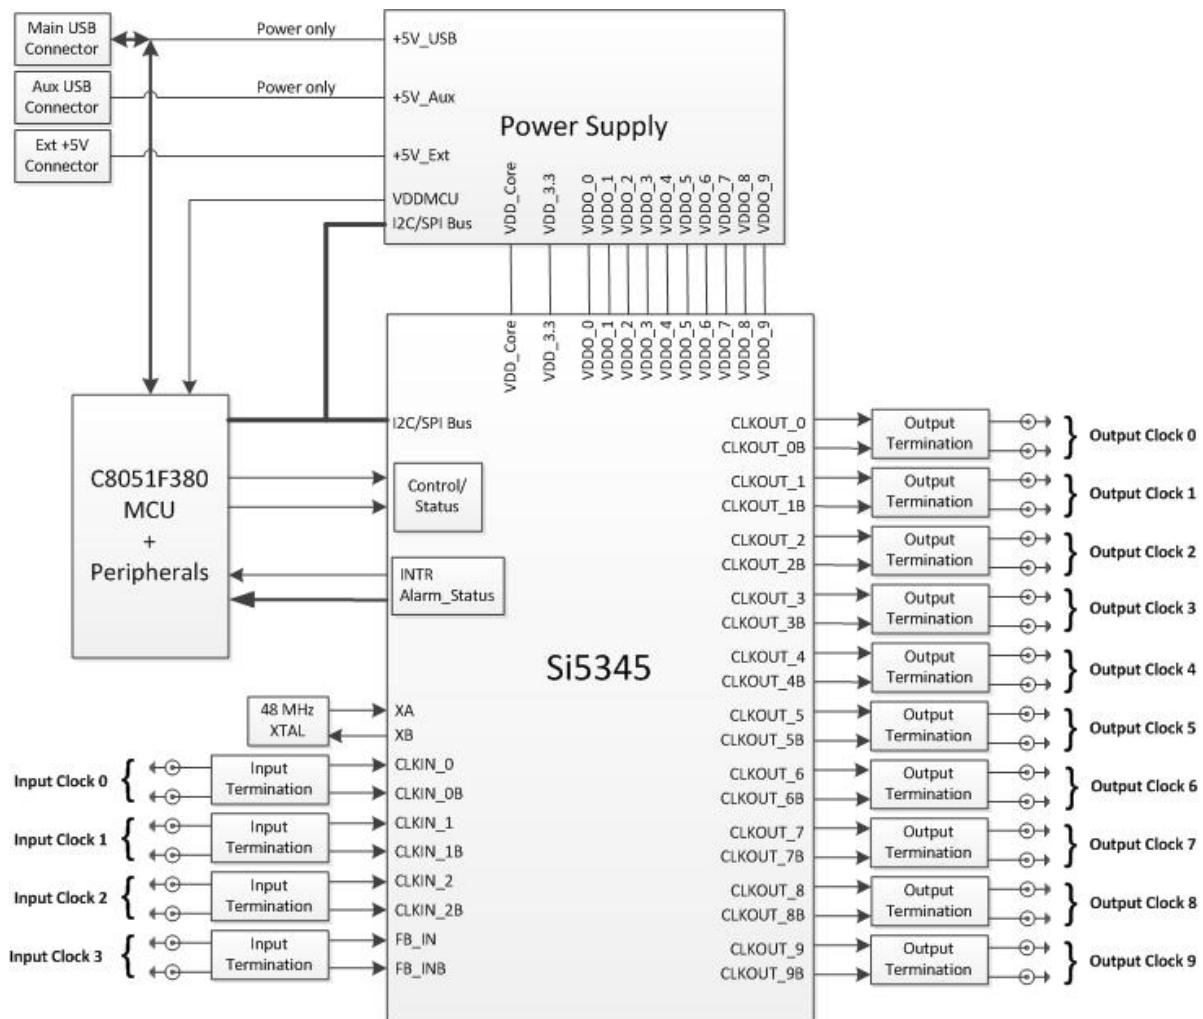 Main USB
Connector
Power only
+5V_USB
Aux USB
Connector
Power only
+5V_Aux
Ext +5V
Connector
+5V_Ext
Power Supply
VDDMCU
I2C/SPI Bus
VDD_Core
VDD_3.3
VDDO_0
VDDO_1
VDDO_2
VDDO_3
VDDO_4
VDDO_5
VDDO_6
VDDO_7
VDDO_8
VDDO_9
VDD_Core
VDD_3.3
VDDO_0
VDDO_1
VDDO_2
VDDO_3
VDDO_4
VDDO_5
VDDO_6
VDDO_7
VDDO_8
VDDO_9
C8051F380
MCU
+
Peripherals
I2C/SPI Bus
Control/
Status
INTR
Alarm_Status
Si5345
48 MHz
XTAL
XA
XB
Input Clock 0
Input
Termination
CLKIN_0
CLKIN_0B
Input Clock 1
Input
Termination
CLKIN_1
CLKIN_1B
Input Clock 2
Input
Termination
CLKIN_2
CLKIN_2B
Input Clock 3
Input
Termination
FB_IN
FB_INB
CLKOUT_0
CLKOUT_0B
Output
Termination
Output Clock 0
CLKOUT_1
CLKOUT_1B
Output
Termination
Output Clock 1
CLKOUT_2
CLKOUT_2B
Output
Termination
Output Clock 2
CLKOUT_3
CLKOUT_3B
Output
Termination
Output Clock 3
CLKOUT_4
CLKOUT_4B
Output
Termination
Output Clock 4
CLKOUT_5
CLKOUT_5B
Output
Termination
Output Clock 5
CLKOUT_6
CLKOUT_6B
Output
Termination
Output Clock 6
CLKOUT_7
CLKOUT_7B
Output
Termination
Output Clock 7
CLKOUT_8
CLKOUT_8B
Output
Termination
Output Clock 8
CLKOUT_9
CLKOUT_9B
Output
Termination
Output Clock 9